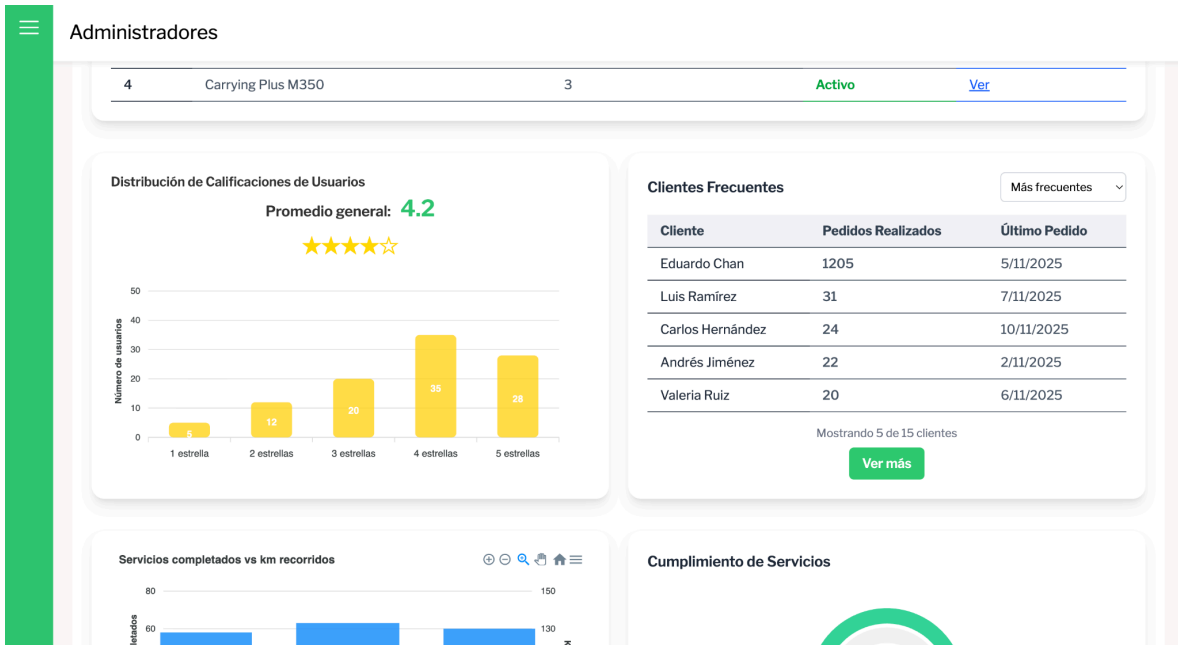 Administradores
4 Carrying Plus M350 3 Activo Ver
Distribución de Calificaciones de Usuarios
Promedio general: 4.2
50
40
30
20
10
0
Número de usuarios
5
12
20
35
28
1 estrella 2 estrellas 3 estrellas 4 estrellas 5 estrellas
Clientes Frecuentes
Más frecuentes
Cliente Pedidos Realizados Último Pedido
Eduardo Chan 1205 5/11/2025
Luis Ramírez 31 7/11/2025
Carlos Hernández 24 10/11/2025
Andrés Jiménez 22 2/11/2025
Valeria Ruiz 20 6/11/2025
Mostrando 5 de 15 clientes
Ver más
Servicios completados vs km recorridos
80
60
150
130
Cumplimiento de Servicios